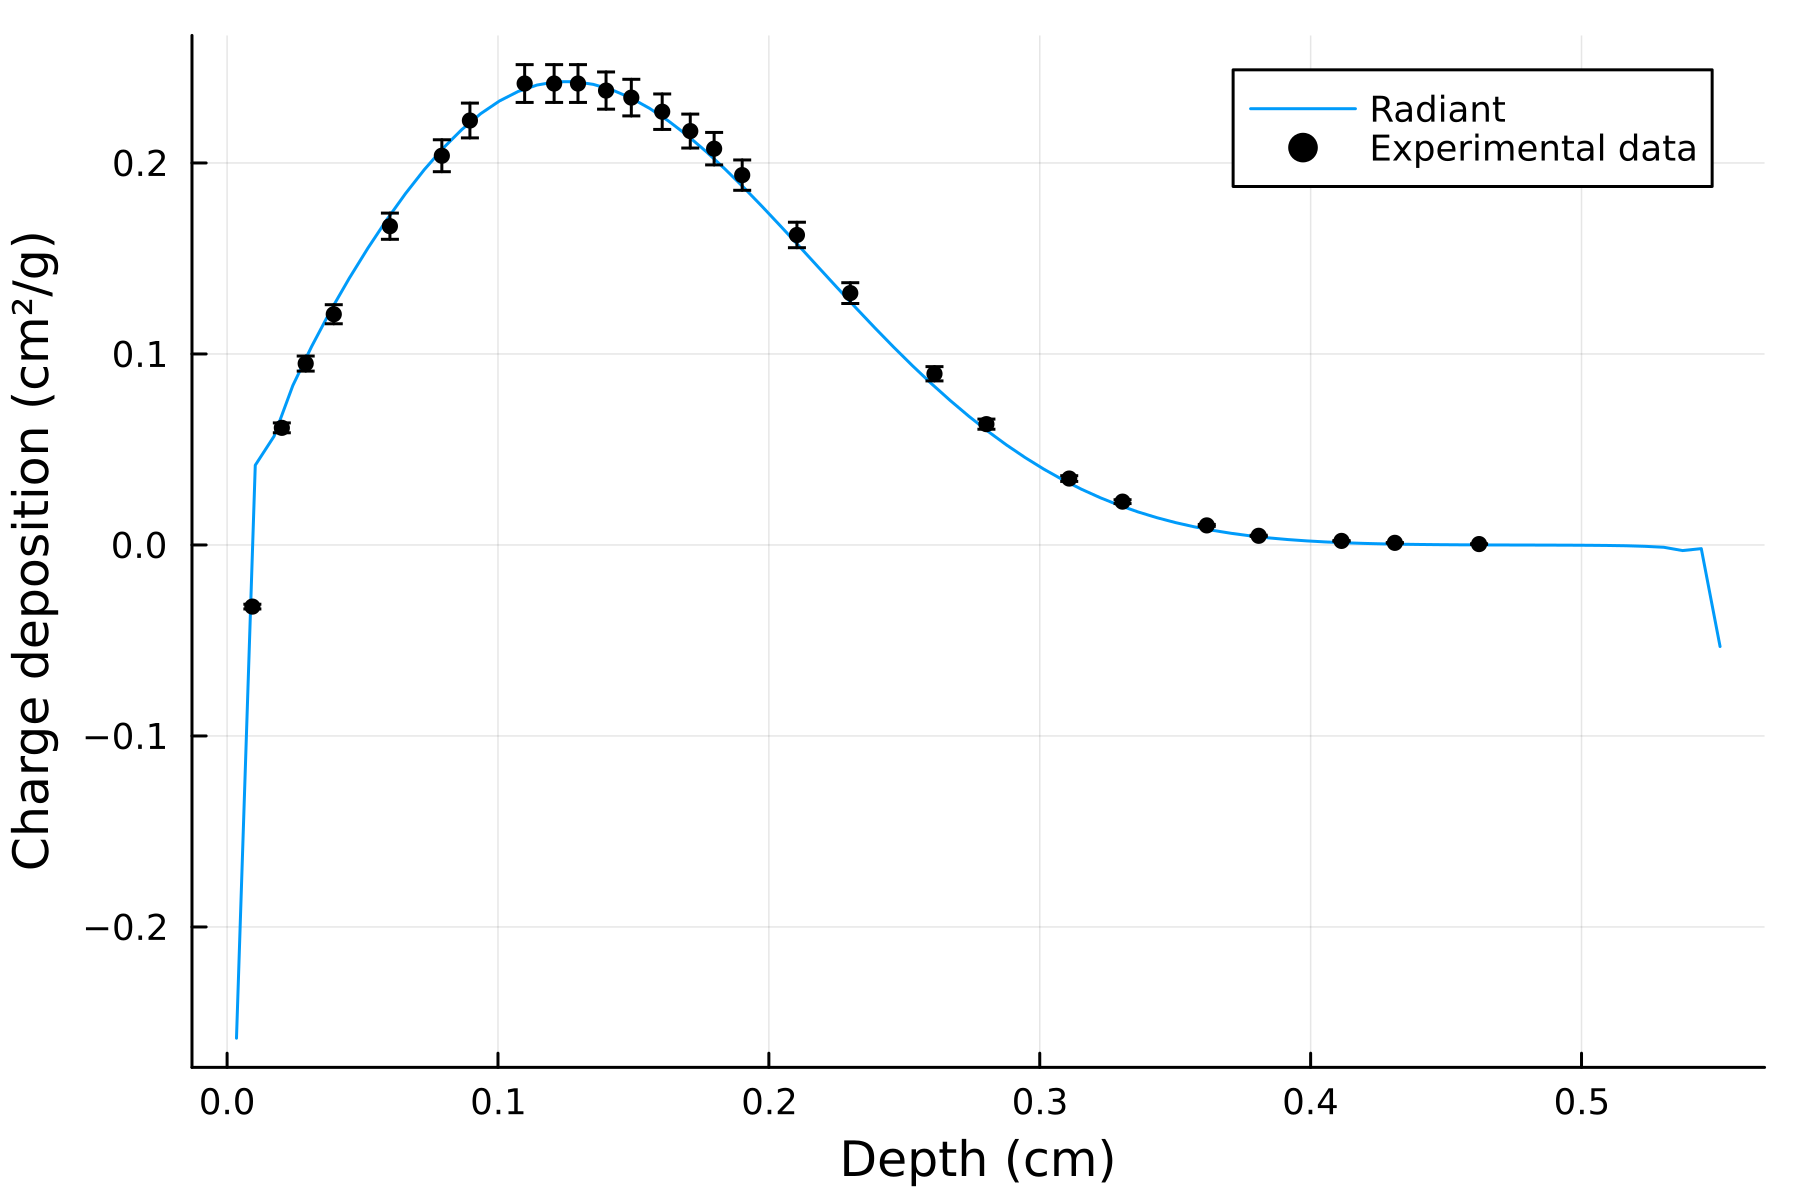 Charge deposition (cm²/g)
0.2
0.1
0.0
−0.1
−0.2
Radiant
Experimental data
0.0 0.1 0.2 0.3 0.4 0.5
Depth (cm)